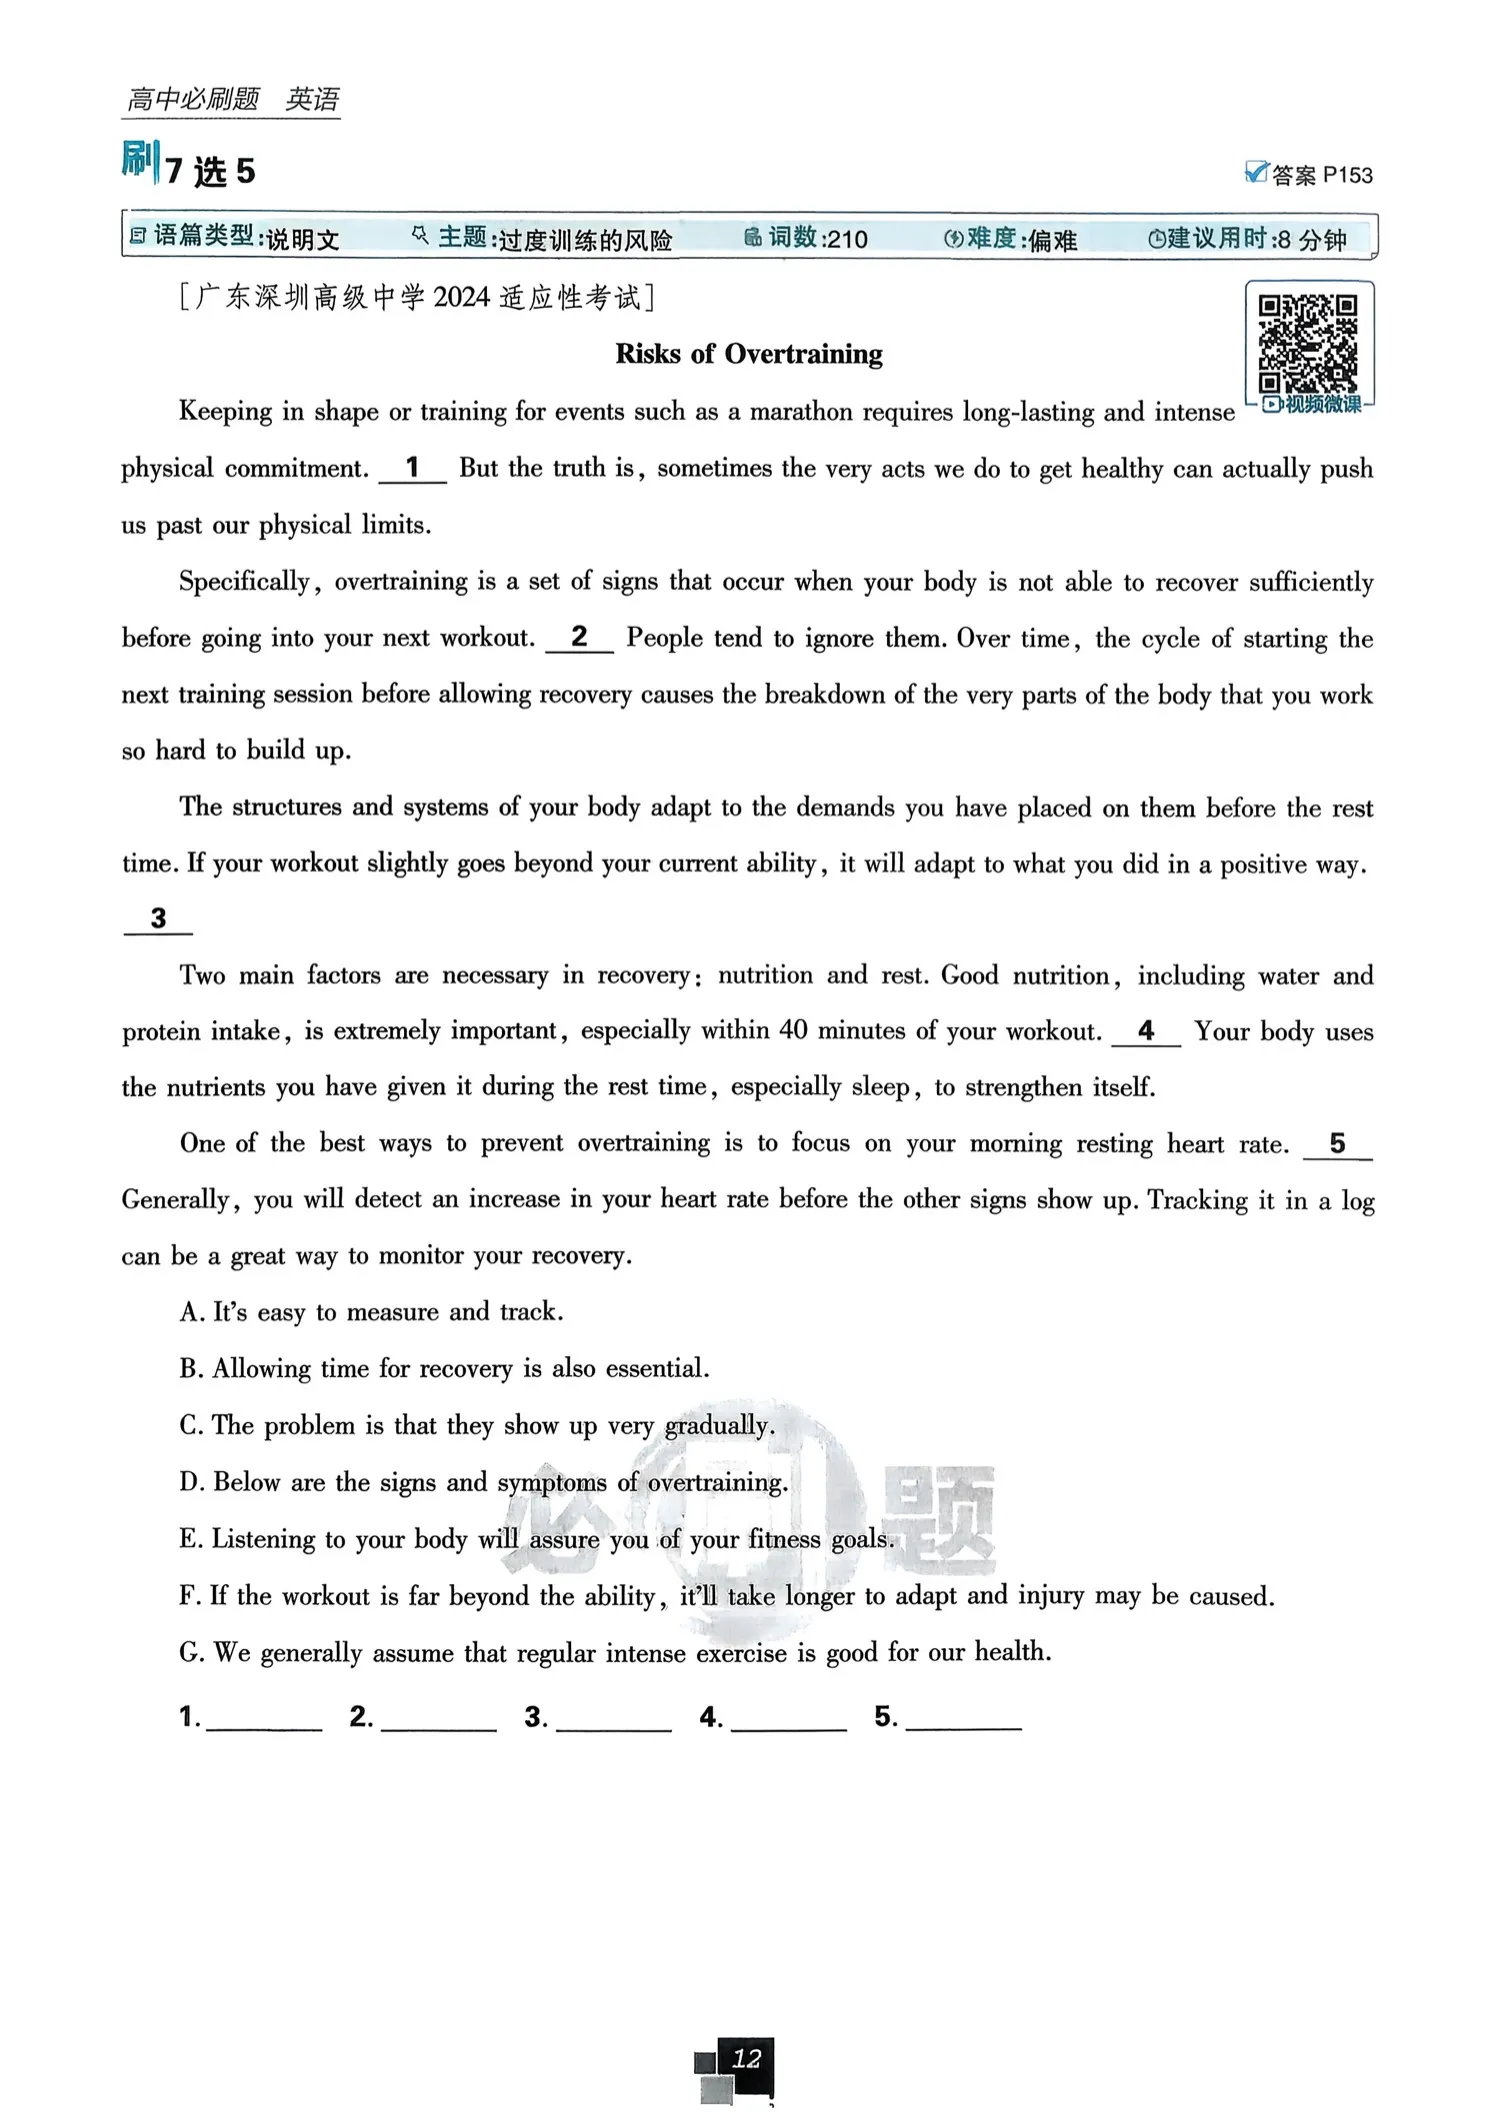 高中必刷题 英语
刷7选5
答案 P153
语篇类型:说明文 主题:过度训练的风险 词数:210 难度:偏难 建议用时:8 分钟
[广东深圳高级中学 2024 适应性考试]
Risks of Overtraining
视频微课
Keeping in shape or training for events such as a marathon requires long-lasting and intense
physical commitment. 1 But the truth is, sometimes the very acts we do to get healthy can actually push
us past our physical limits.
Specifically, overtraining is a set of signs that occur when your body is not able to recover sufficiently
before going into your next workout. 2 People tend to ignore them. Over time, the cycle of starting the
next training session before allowing recovery causes the breakdown of the very parts of the body that you work
so hard to build up.
The structures and systems of your body adapt to the demands you have placed on them before the rest
time. If your workout slightly goes beyond your current ability, it will adapt to what you did in a positive way.
3
Two main factors are necessary in recovery: nutrition and rest. Good nutrition, including water and
protein intake, is extremely important, especially within 40 minutes of your workout. 4 Your body uses
the nutrients you have given it during the rest time, especially sleep, to strengthen itself.
One of the best ways to prevent overtraining is to focus on your morning resting heart rate. 5
Generally, you will detect an increase in your heart rate before the other signs show up. Tracking it in a log
can be a great way to monitor your recovery.
A. It's easy to measure and track.
B. Allowing time for recovery is also essential.
C. The problem is that they show up very gradually.
D. Below are the signs and symptoms of overtraining.
E. Listening to your body will assure you of your fitness goals.
F. If the workout is far beyond the ability, it'll take longer to adapt and injury may be caused.
G. We generally assume that regular intense exercise is good for our health.
必刷题
1.________ 2.________ 3.________ 4.________ 5.________
12